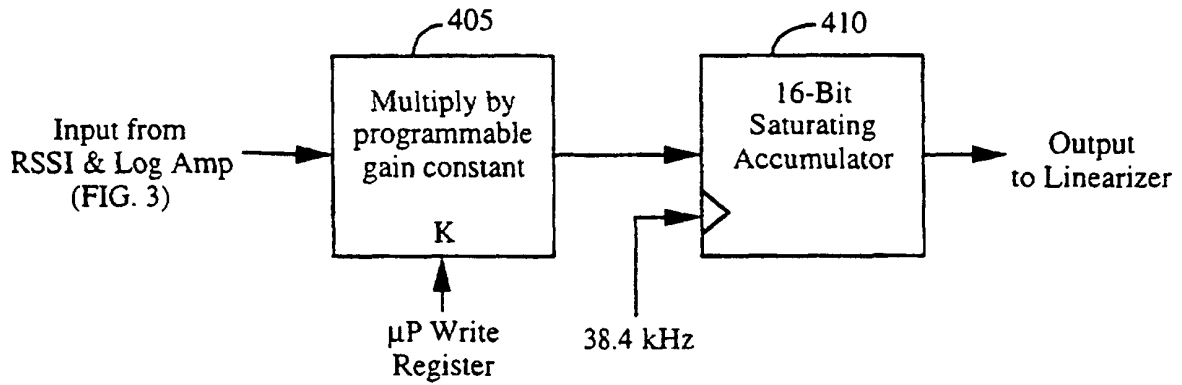 405
410
Input from
RSSI & Log Amp
(FIG. 3)
Multiply by
programmable
gain constant
K
16-Bit
Saturating
Accumulator
Output
to Linearizer
µP Write
Register
38.4 kHz